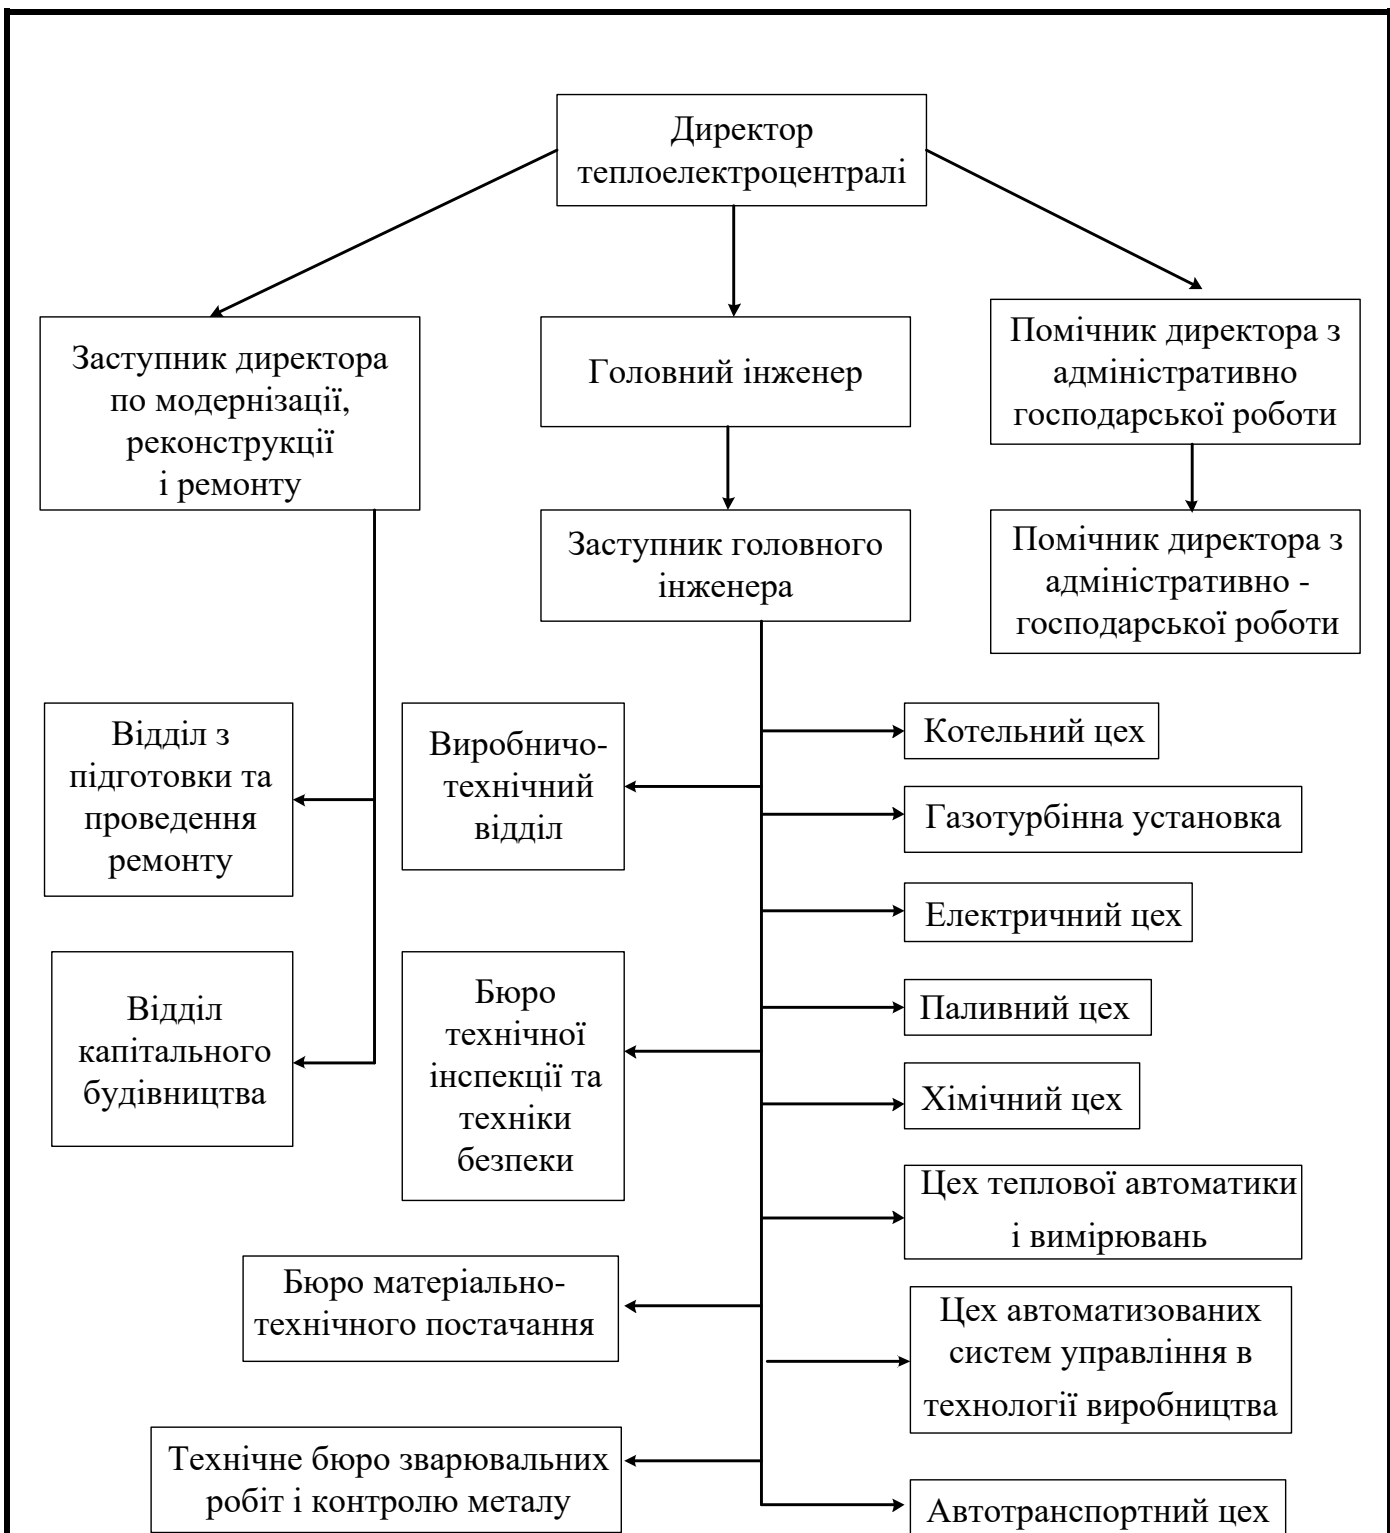 Директор
теплоелектроцентралі
Заступник директора
по модернізації,
реконструкції
і ремонту
Головний інженер
Помічник директора з
адміністративно
господарської роботи
Заступник головного
інженера
Помічник директора з
адміністративно -
господарської роботи
Відділ з
підготовки та
проведення
ремонту
Виробничо-
технічний
відділ
Котельний цех
Газотурбінна установка
Електричний цех
Відділ
капітального
будівництва
Бюро
технічної
інспекції та
техніки
безпеки
Паливний цех
Хімічний цех
Цех теплової автоматики
і вимірювань
Бюро матеріально-
технічного постачання
Цех автоматизованих
систем управління в
технології виробництва
Технічне бюро зварювальних
робіт і контролю металу
Автотранспортний цех